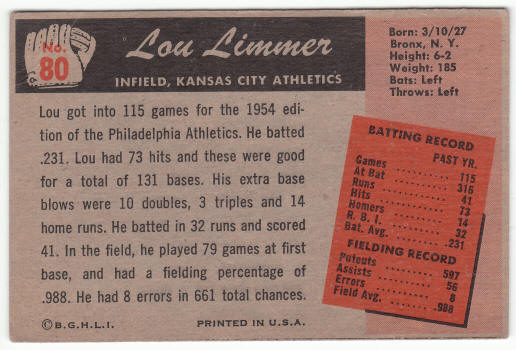 No.
80
Lou Limmer
INFIELD, KANSAS CITY ATHLETICS
Born: 3/10/27
Bronx, N. Y.
Height: 6-2
Weight: 185
Bats: Left
Throws: Left
Lou got into 115 games for the 1954 edi-
tion of the Philadelphia Athletics. He batted
.231. Lou had 73 hits and these were good
for a total of 131 bases. His extra base
blows were 10 doubles, 3 triples and 14
home runs. He batted in 32 runs and scored
41. In the field, he played 79 games at first
base, and had a fielding percentage of
.988. He had 8 errors in 661 total chances.
BATTING RECORD
PAST YR.
Games 115
At Bat 316
Runs 41
Hits 73
Homers 14
R. B. I. 32
Bat. Avg. .231
FIELDING RECORD
Putouts 597
Assists 56
Errors 8
Field Avg. .988
©B.G.H.L.I. PRINTED IN U.S.A.